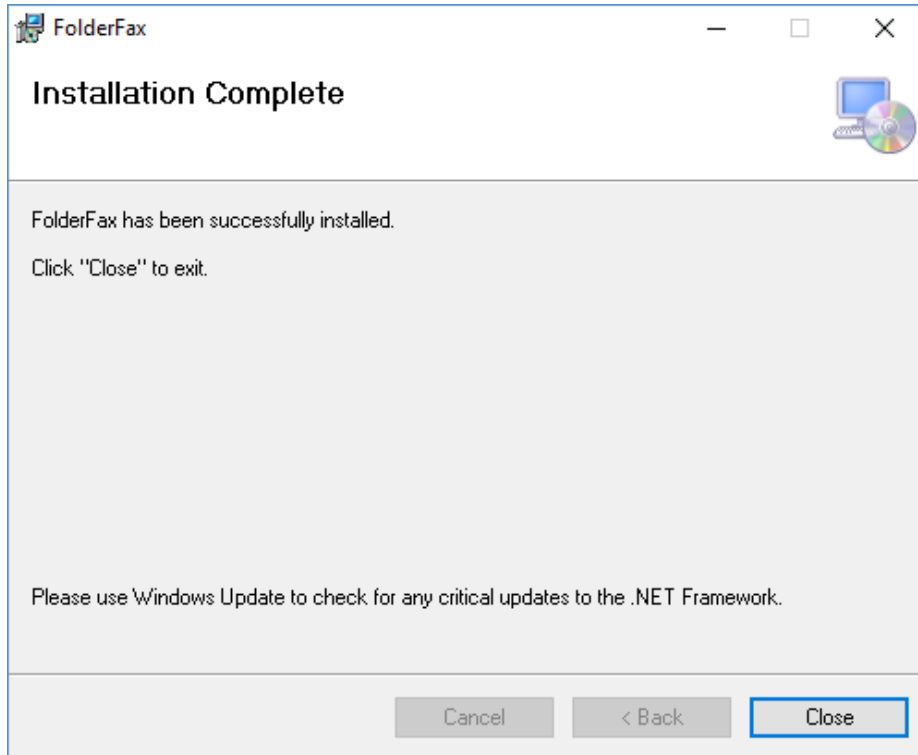 FolderFax
Installation Complete
FolderFax has been successfully installed.
Click "Close" to exit.
Please use Windows Update to check for any critical updates to the .NET Framework.
Cancel
< Back
Close